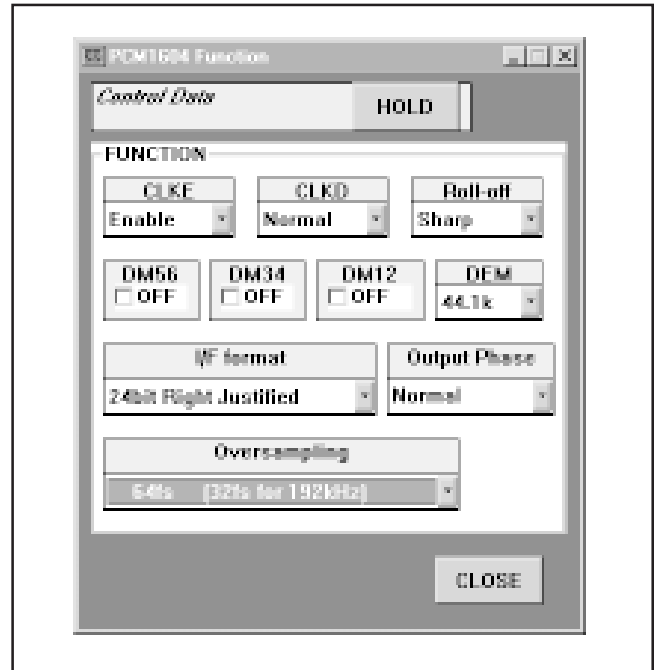 PCM1604 Function
Control Data
HOLD
FUNCTION
CLKE CLKD Roll-off
Enable Normal Sharp
DM56 DM34 DM12 DEM
OFF OFF OFF 44.1k
I/F format Output Phase
24bit Right Justified Normal
Oversampling
64fs (32fs for 192kHz)
CLOSE